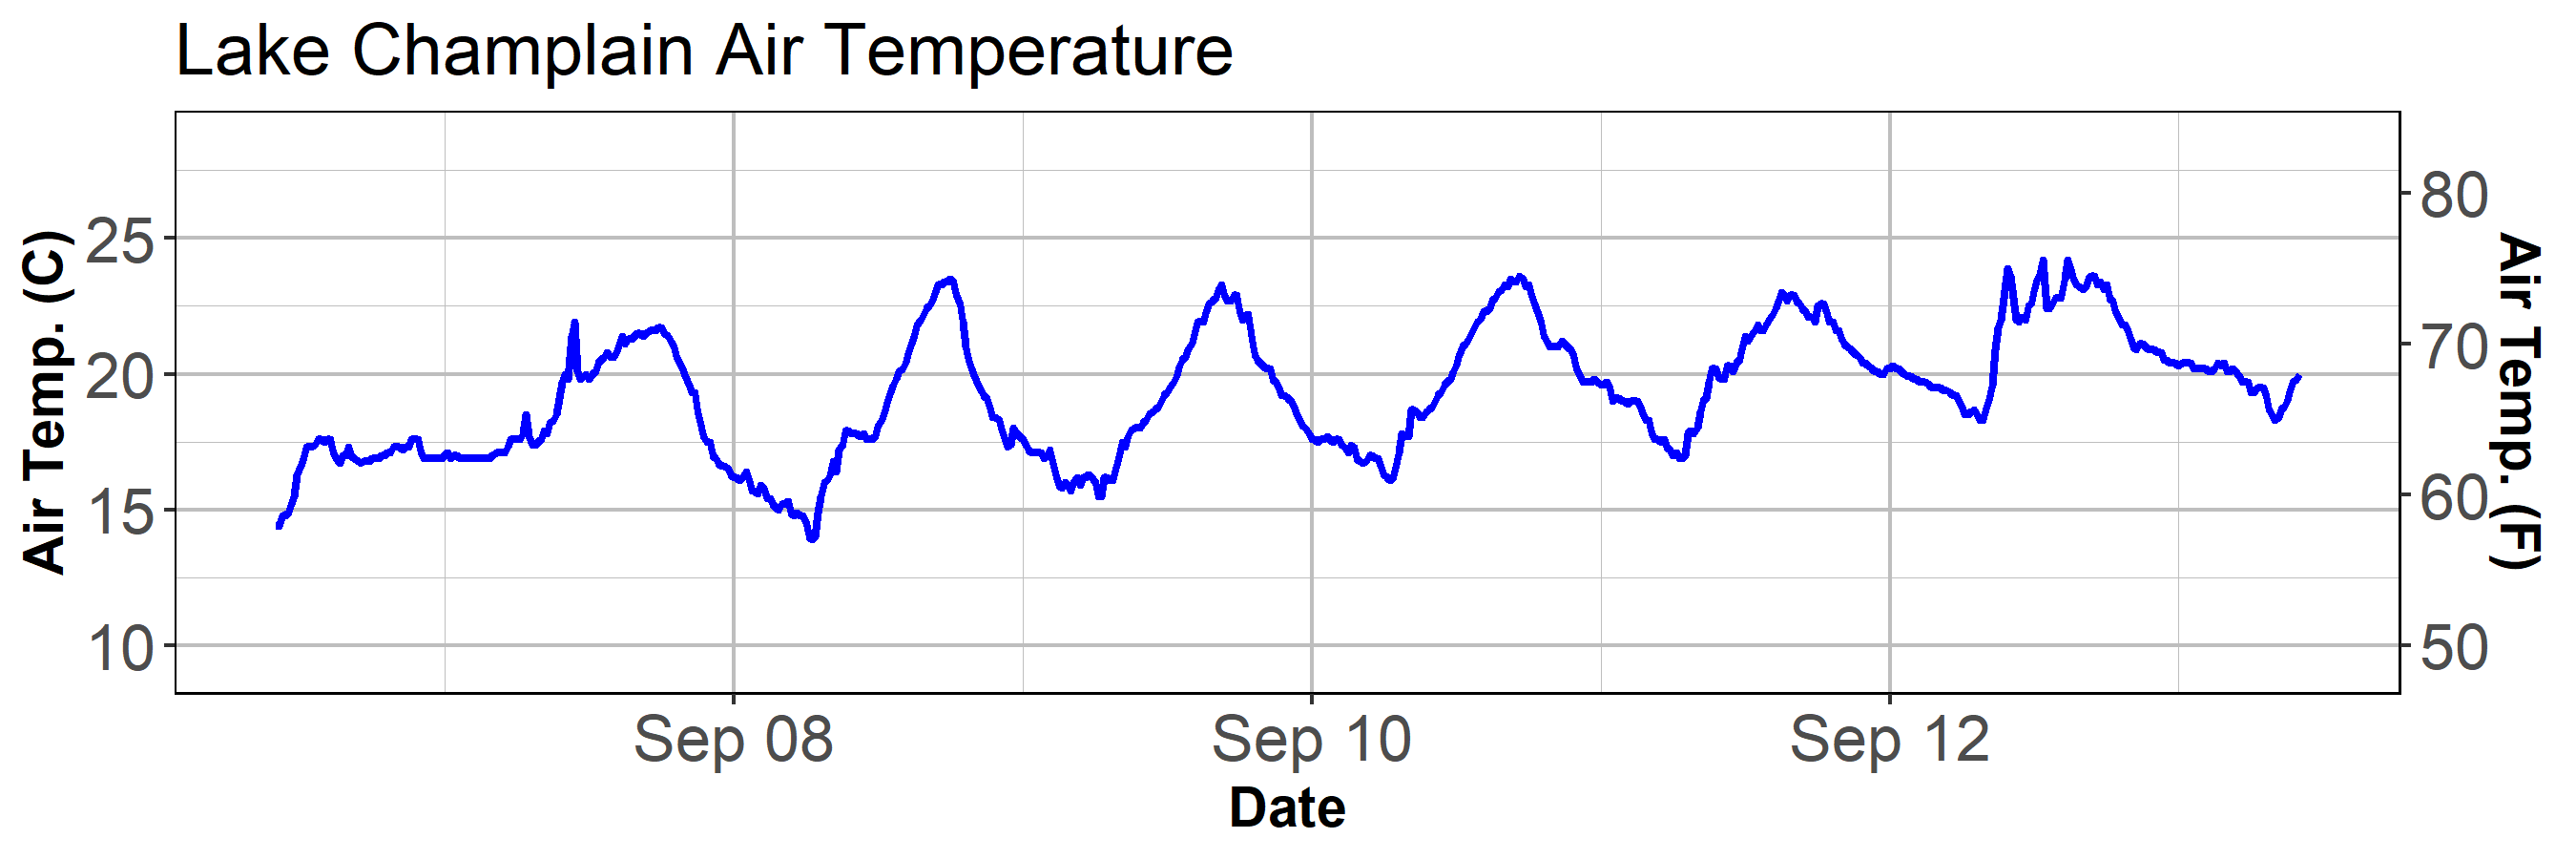 Lake Champlain Air Temperature
Air Temp. (C)
25
20
15
10
80
70
60
50
Air Temp. (F)
Sep 08
Sep 10
Sep 12
Date